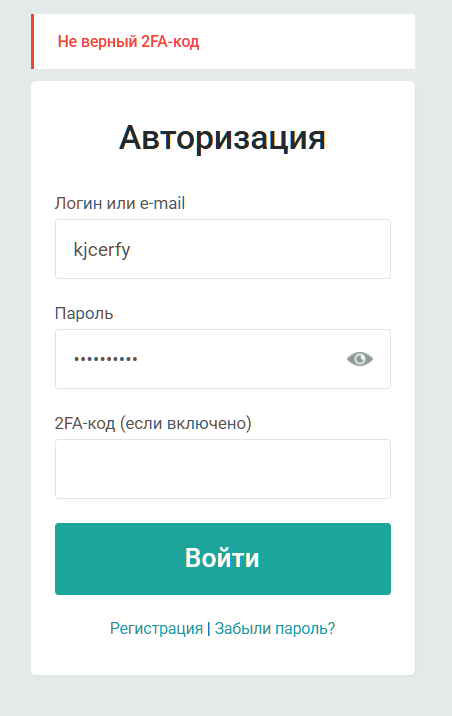 Не верный 2FA-код
Авторизация
Логин или e-mail
kjcerfy
Пароль
••••••••••
2FA-код (если включено)
Войти
Регистрация | Забыли пароль?